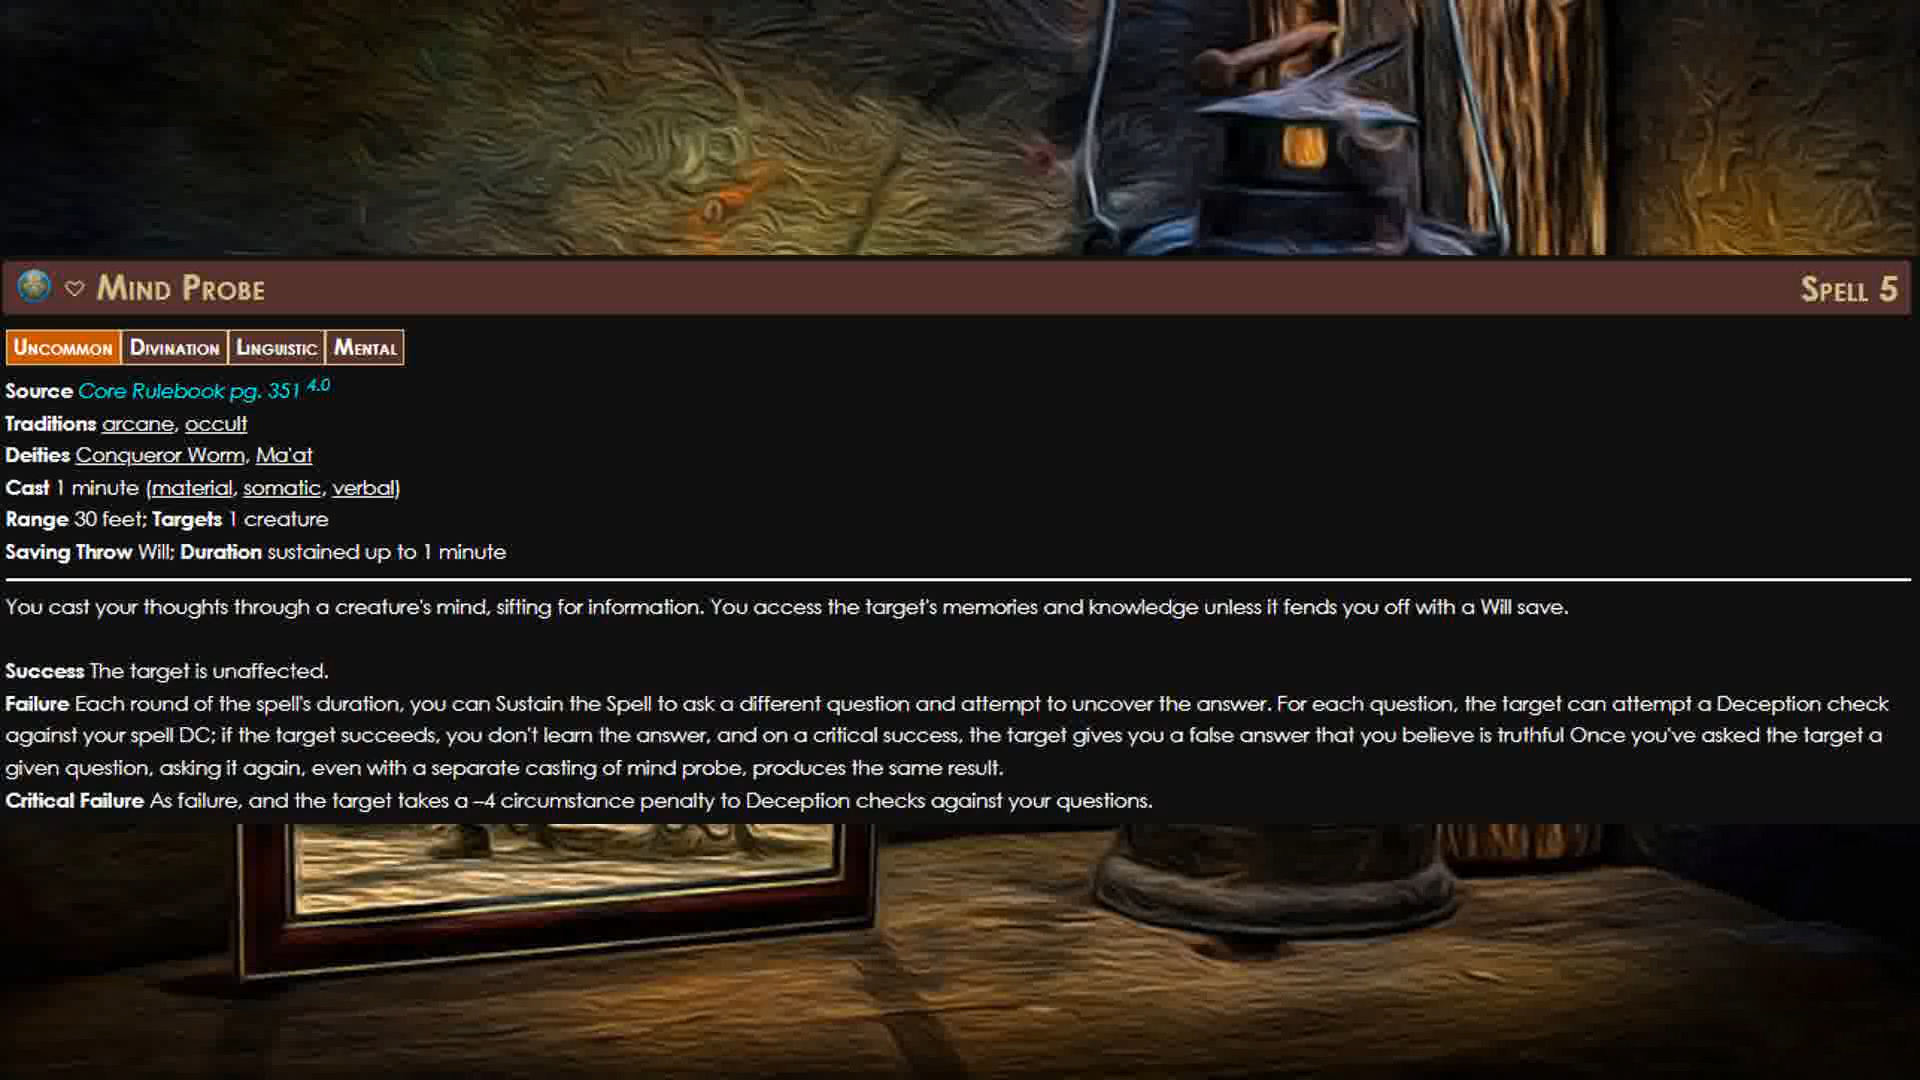 Mind Probe Spell 5
Uncommon Divination Linguistic Mental
Source Core Rulebook pg. 351 4.0
Traditions arcane, occult
Deities Conqueror Worm, Ma'at
Cast 1 minute (material, somatic, verbal)
Range 30 feet; Targets 1 creature
Saving Throw Will; Duration sustained up to 1 minute
You cast your thoughts through a creature's mind, sifting for information. You access the target's memories and knowledge unless it fends you off with a Will save.
Success The target is unaffected.
Failure Each round of the spell's duration, you can Sustain the Spell to ask a different question and attempt to uncover the answer. For each question, the target can attempt a Deception check
against your spell DC; if the target succeeds, you don't learn the answer, and on a critical success, the target gives you a false answer that you believe is truthful Once you've asked the target a
given question, asking it again, even with a separate casting of mind probe, produces the same result.
Critical Failure As failure, and the target takes a –4 circumstance penalty to Deception checks against your questions.